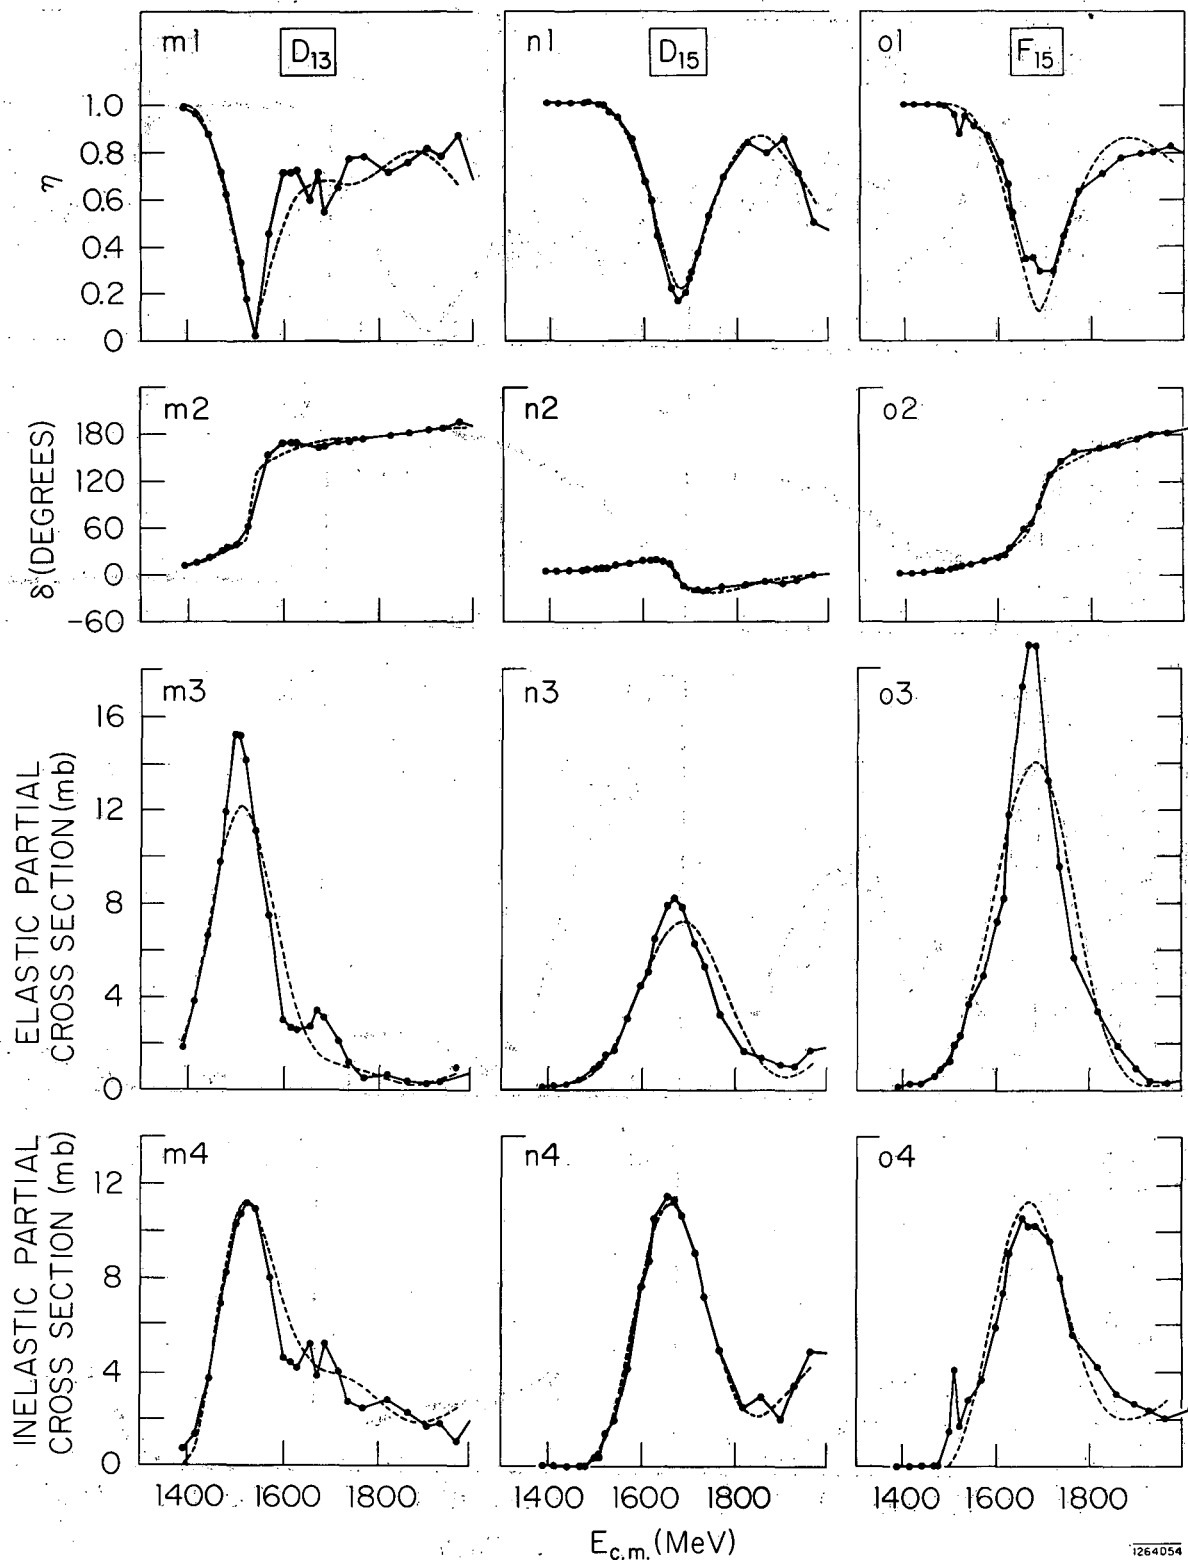 m1 D13 n1 D15 o1 F15
1.0
0.8
η
0.6
0.4
0.2
0
m2 n2 o2
180
120
60
0
-60
δ (DEGREES)
m3 n3 o3
16
12
8
4
0
ELASTIC PARTIAL
CROSS SECTION (mb)
m4 n4 o4
12
8
4
0
INELASTIC PARTIAL
CROSS SECTION (mb)
1400 1600 1800 1400 1600 1800 1400 1600 1800
Ec.m. (MeV)
1264D54